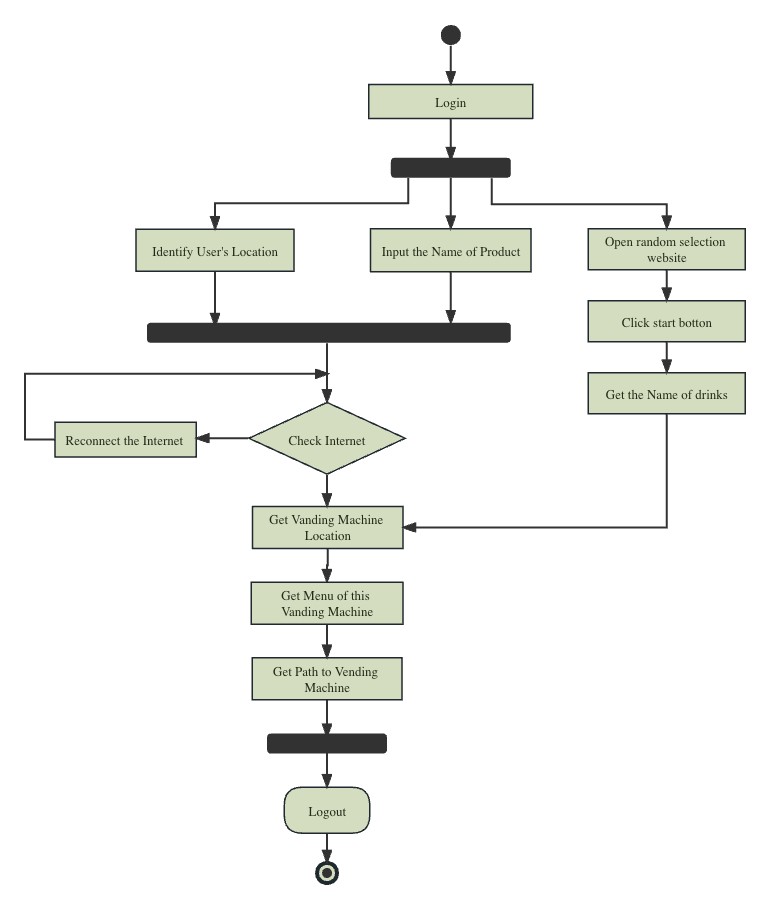 Login
Identify User's Location
Input the Name of Product
Open random selection
website
Click start botton
Get the Name of drinks
Reconnect the Internet
Check Internet
Get Vanding Machine
Location
Get Menu of this
Vanding Machine
Get Path to Vending
Machine
Logout